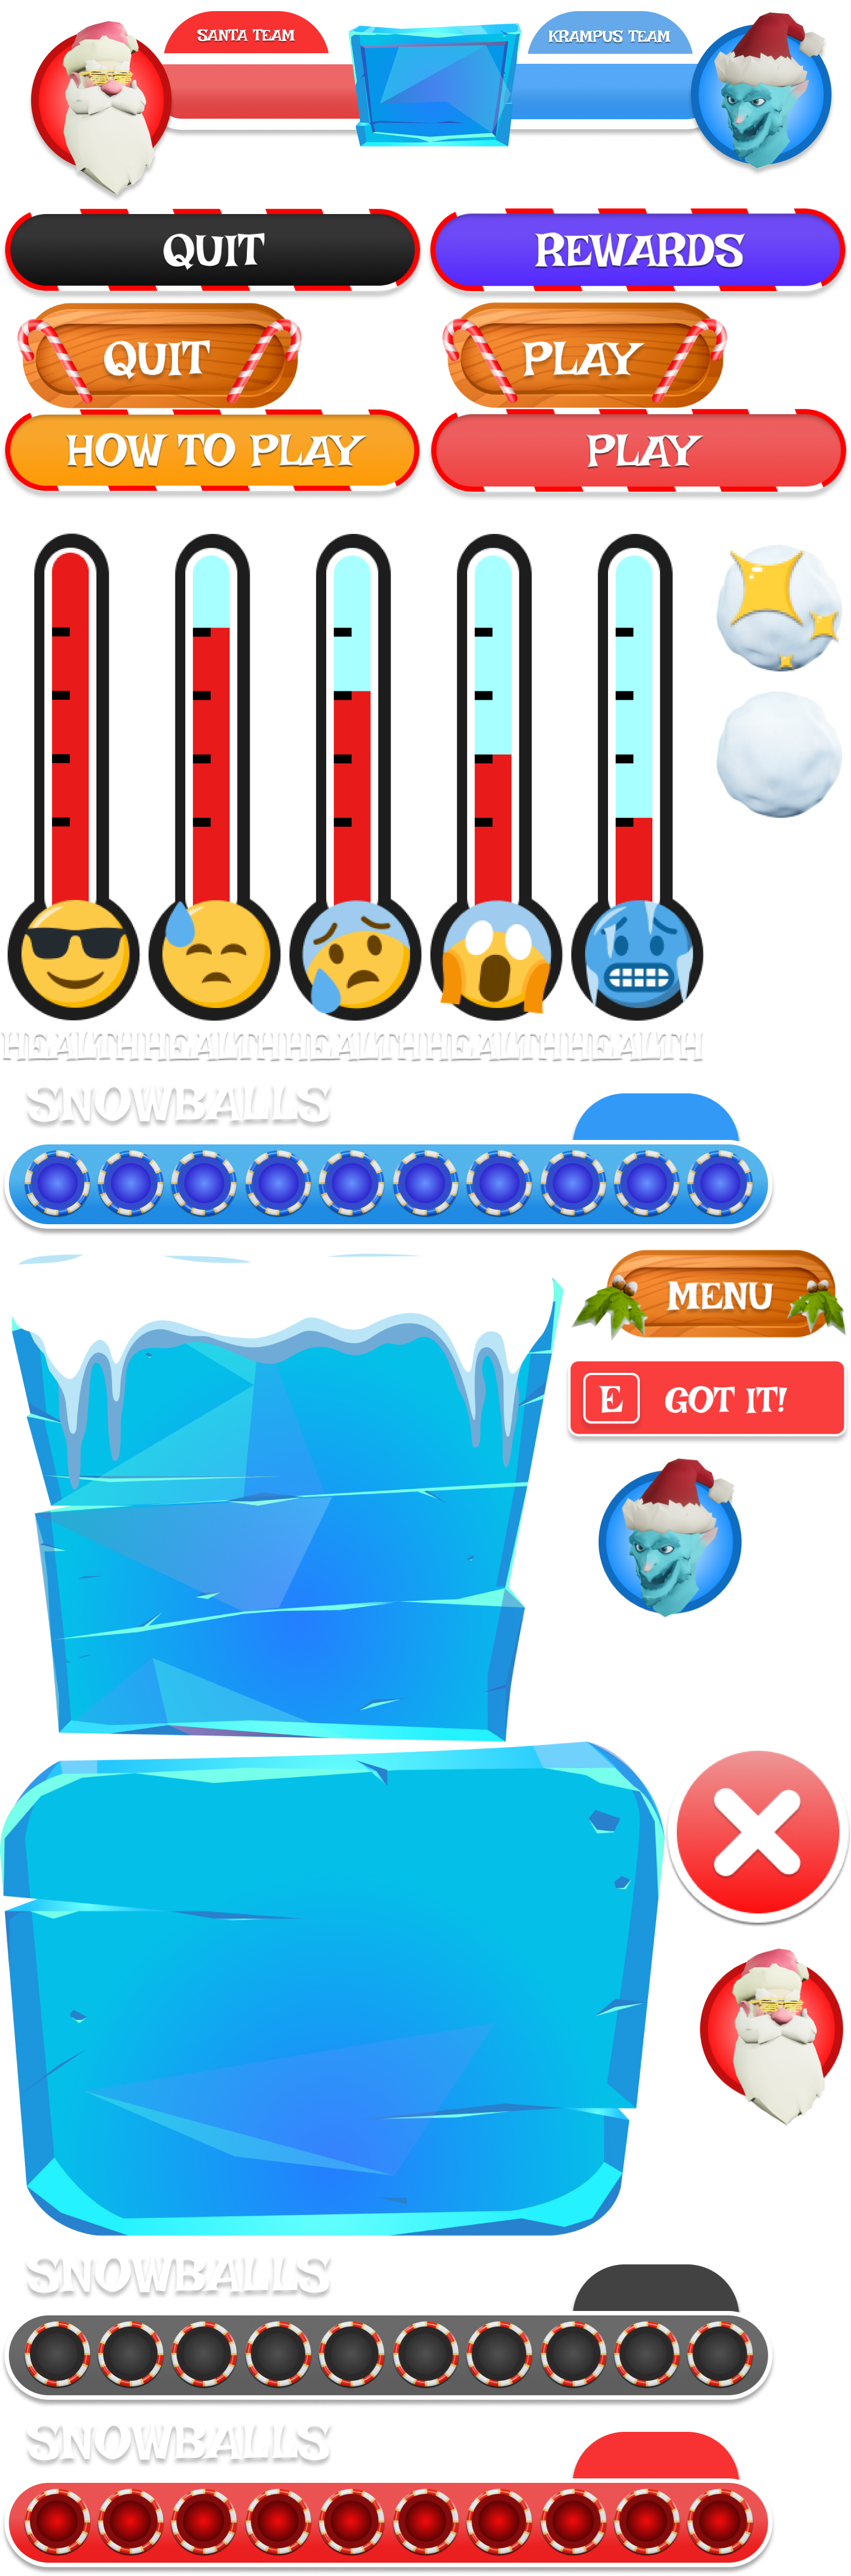 SANTA TEAM
KRAMPUS TEAM
QUIT
REWARDS
QUIT
PLAY
HOW TO PLAY
PLAY
HEALTH HEALTH HEALTH HEALTH HEALTH
SNOWBALLS
MENU
E GOT IT!
SNOWBALLS
SNOWBALLS